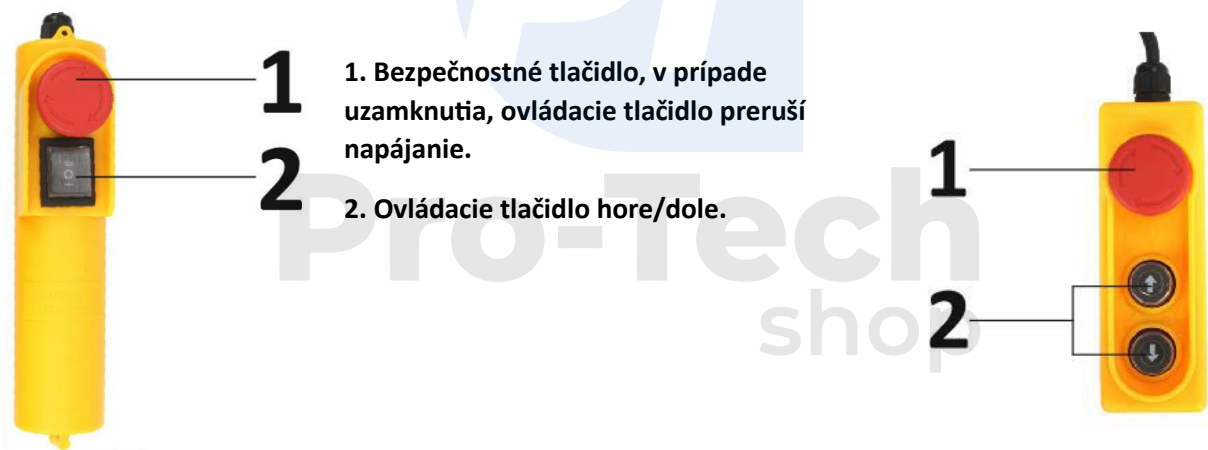 1
2
1. Bezpečnostné tlačidlo, v prípade
uzamknutia, ovládacie tlačidlo preruší
napájanie.
2. Ovládacie tlačidlo hore/dole.
Pro-Tech
shop
1
2